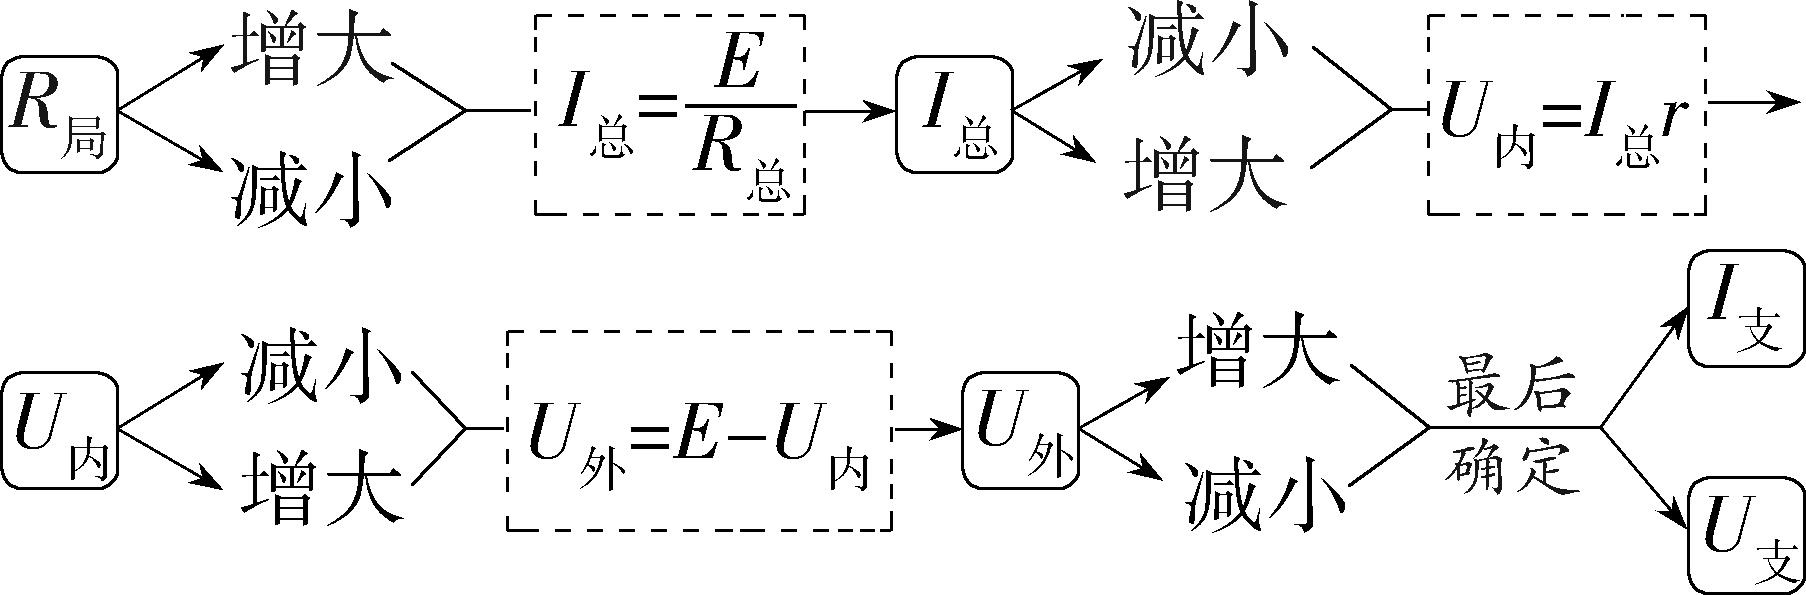 R局 增大 减小 I总=E/R总 I总 减小 增大 U内=I总r
U内 减小 增大 U外=E-U内 U外 增大 减小 最后 确定 I支 U支